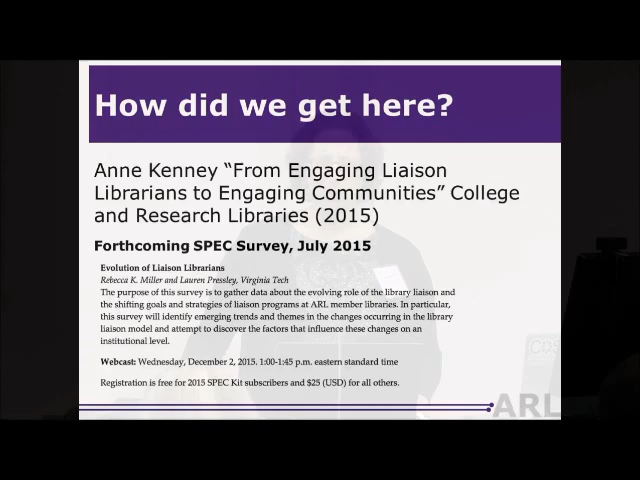 How did we get here?
Anne Kenney “From Engaging Liaison
Librarians to Engaging Communities” College
and Research Libraries (2015)
Forthcoming SPEC Survey, July 2015
Evolution of Liaison Librarians
Rebecca K. Miller and Lauren Pressley, Virginia Tech
The purpose of this survey is to gather data about the evolving role of the library liaison and
the shifting goals and strategies of liaison programs at ARL member libraries. In particular,
this survey will identify emerging trends and themes in the changes occurring in the library
liaison model and attempt to discover the factors that influence these changes on an
institutional level.
Webcast: Wednesday, December 2, 2015, 1:00-1:45 p.m. eastern standard time
Registration is free for 2015 SPEC Kit subscribers and $25 (USD) for all others.
ARL